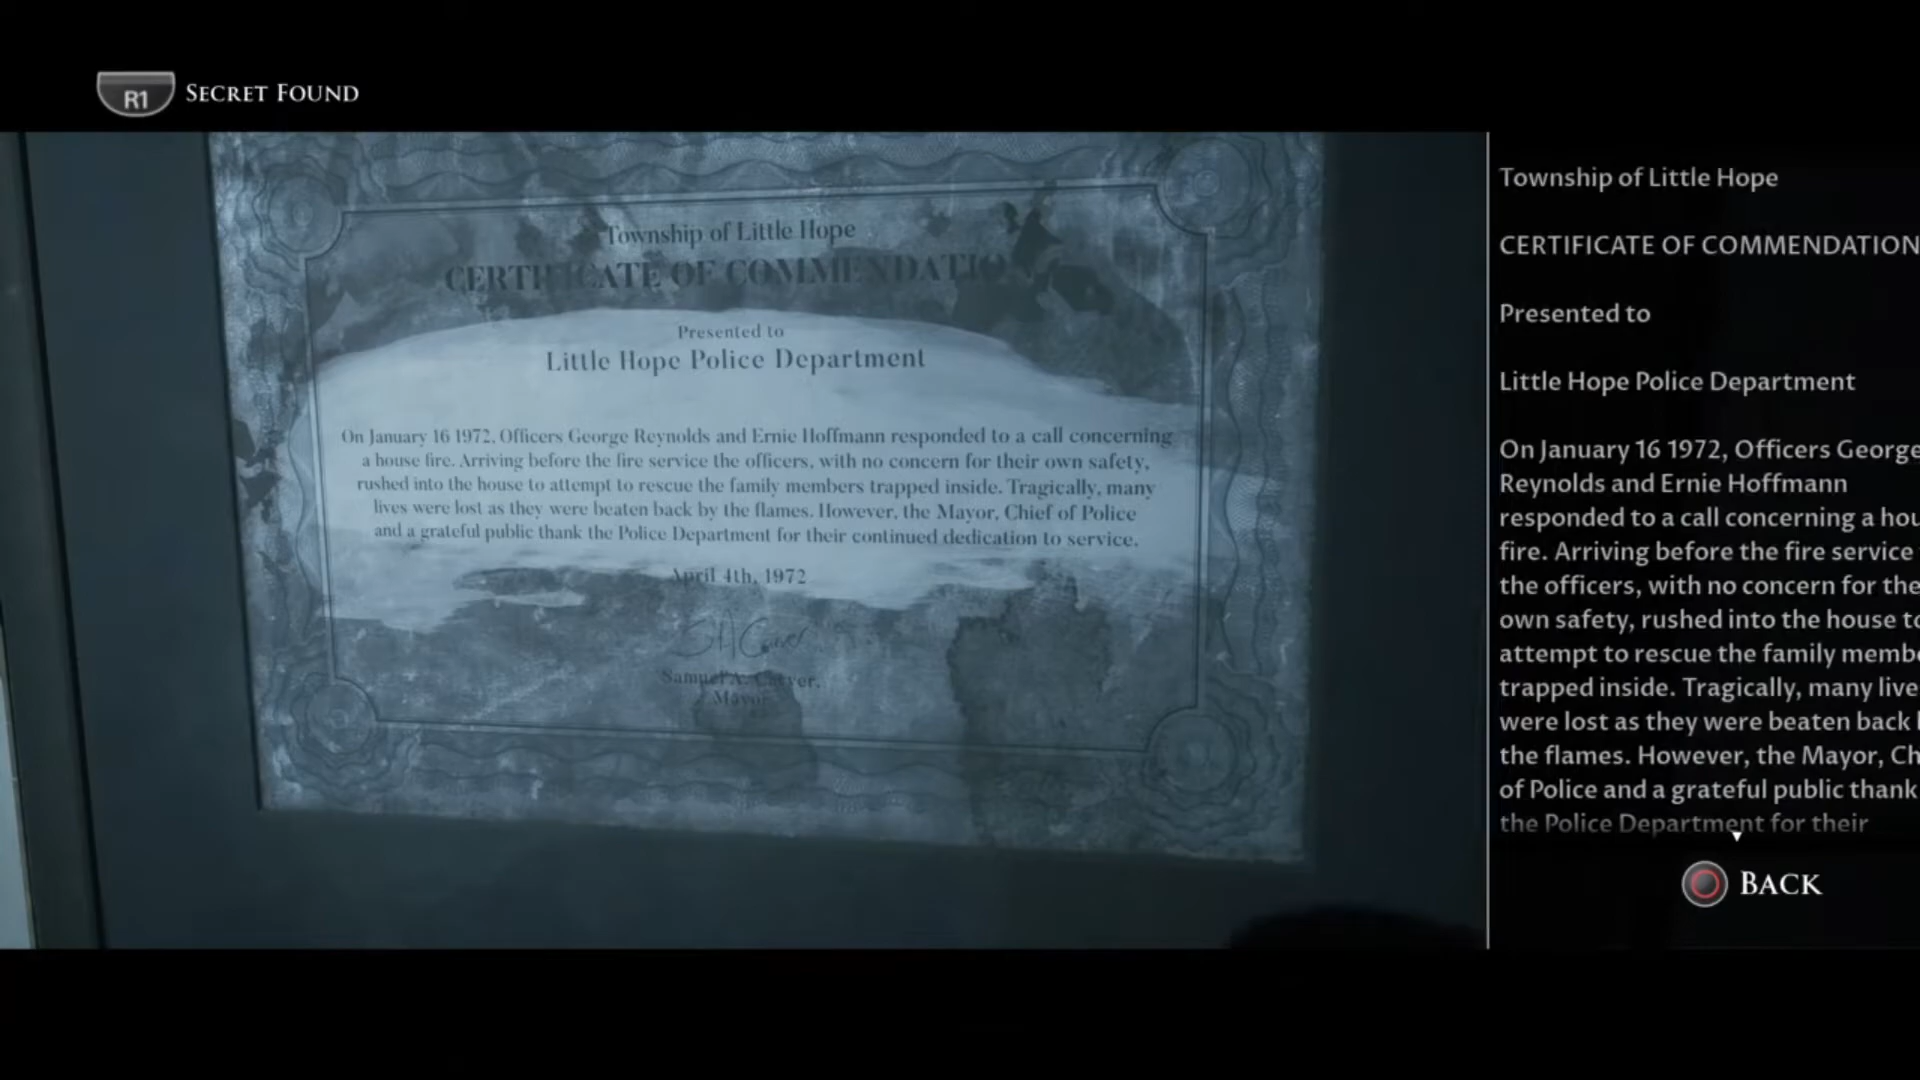 R1 SECRET FOUND
Township of Little Hope
CERTIFICATE OF COMMENDATIO
Presented to
Little Hope Police Department
On January 16 1972, Officers George Reynolds and Ernie Hoffmann responded to a call concerning
a house fire. Arriving before the fire service the officers, with no concern for their own safety,
rushed into the house to attempt to rescue the family members trapped inside. Tragically, many
lives were lost as they were beaten back by the flames. However, the Mayor, Chief of Police
and a grateful public thank the Police Department for their continued dedication to service.
April 4th, 1972
Samuel A. Carver,
Mayor
Township of Little Hope
CERTIFICATE OF COMMENDATION
Presented to
Little Hope Police Department
On January 16 1972, Officers George
Reynolds and Ernie Hoffmann
responded to a call concerning a hou
fire. Arriving before the fire service
the officers, with no concern for the
own safety, rushed into the house to
attempt to rescue the family membe
trapped inside. Tragically, many live
were lost as they were beaten back
the flames. However, the Mayor, Ch
of Police and a grateful public thank
the Police Department for their
BACK